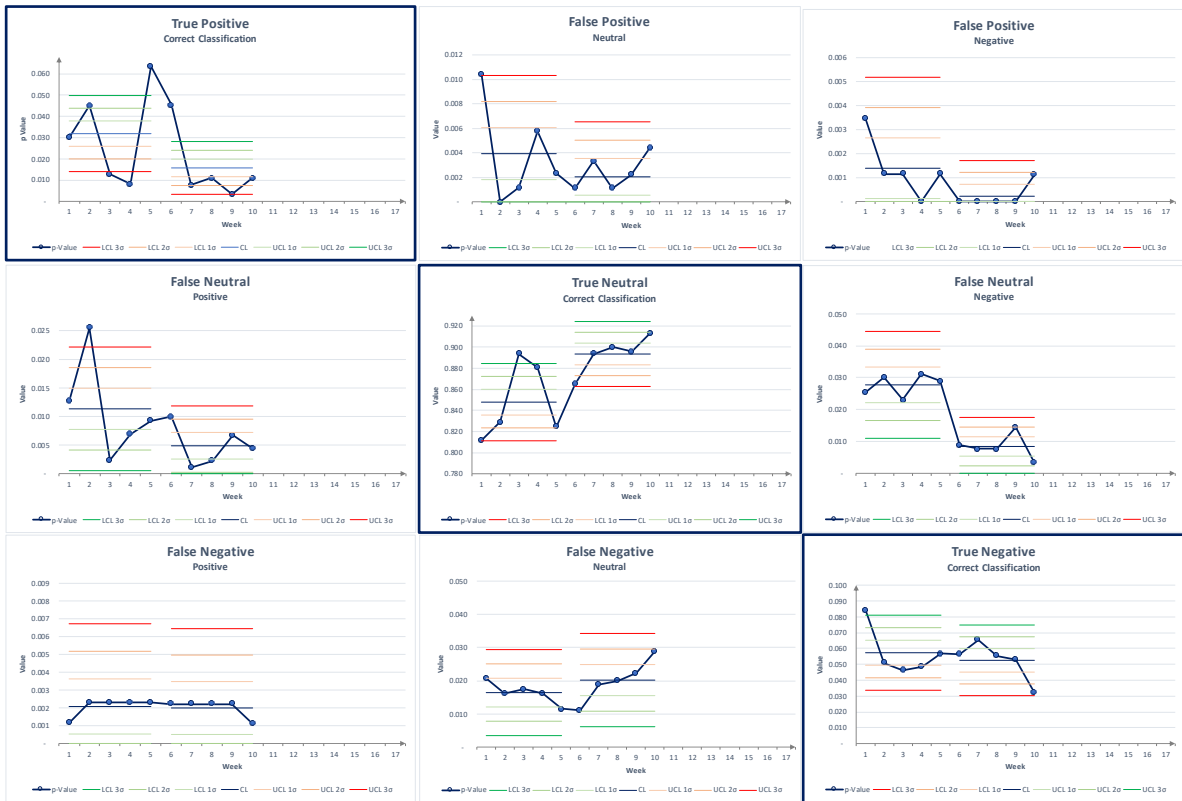 True Positive
Correct Classification
p Value
0.060
0.050
0.040
0.030
0.020
0.010
-
1 2 3 4 5 6 7 8 9 10 11 12 13 14 15 16 17
Week
p-Value LCL 3σ LCL 2σ LCL 1σ CL UCL 1σ UCL 2σ UCL 3σ
False Positive
Neutral
Value
0.012
0.010
0.008
0.006
0.004
0.002
-
1 2 3 4 5 6 7 8 9 10 11 12 13 14 15 16 17
Week
p-Value LCL 3σ LCL 2σ LCL 1σ CL UCL 1σ UCL 2σ UCL 3σ
False Positive
Negative
Value
0.006
0.005
0.004
0.003
0.002
0.001
-
1 2 3 4 5 6 7 8 9 10 11 12 13 14 15 16 17
Week
p-Value LCL 3σ LCL 2σ LCL 1σ CL UCL 1σ UCL 2σ UCL 3σ
False Neutral
Positive
Value
0.025
0.020
0.015
0.010
0.005
-
1 2 3 4 5 6 7 8 9 10 11 12 13 14 15 16 17
Week
p-Value LCL 3σ LCL 2σ LCL 1σ CL UCL 1σ UCL 2σ UCL 3σ
True Neutral
Correct Classification
Value
0.920
0.900
0.880
0.860
0.840
0.820
0.800
0.780
1 2 3 4 5 6 7 8 9 10 11 12 13 14 15 16 17
Week
p-Value LCL 3σ LCL 2σ LCL 1σ CL UCL 1σ UCL 2σ UCL 3σ
False Neutral
Negative
Value
0.050
0.040
0.030
0.020
0.010
-
1 2 3 4 5 6 7 8 9 10 11 12 13 14 15 16 17
Week
p-Value LCL 3σ LCL 2σ LCL 1σ CL UCL 1σ UCL 2σ UCL 3σ
False Negative
Positive
Value
0.009
0.008
0.007
0.006
0.005
0.004
0.003
0.002
0.001
-
1 2 3 4 5 6 7 8 9 10 11 12 13 14 15 16 17
Week
p-Value LCL 3σ LCL 2σ LCL 1σ CL UCL 1σ UCL 2σ UCL 3σ
False Negative
Neutral
Value
0.050
0.040
0.030
0.020
0.010
-
1 2 3 4 5 6 7 8 9 10 11 12 13 14 15 16 17
Week
p-Value LCL 3σ LCL 2σ LCL 1σ CL UCL 1σ UCL 2σ UCL 3σ
True Negative
Correct Classification
Value
0.100
0.090
0.080
0.070
0.060
0.050
0.040
0.030
0.020
0.010
-
1 2 3 4 5 6 7 8 9 10 11 12 13 14 15 16 17
Week
p-Value LCL 3σ LCL 2σ LCL 1σ CL UCL 1σ UCL 2σ UCL 3σ